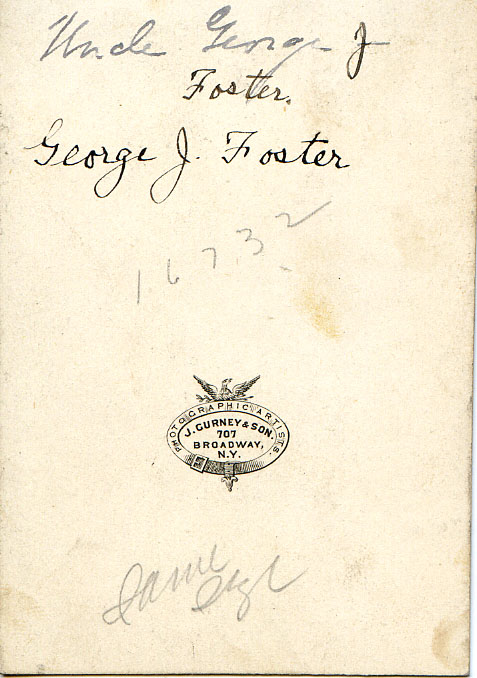 Uncle George J
Foster.
George J. Foster
16732
PHOTOGRAPHIC ARTISTS.
J. GURNEY & SON,
707
BROADWAY,
N.Y.